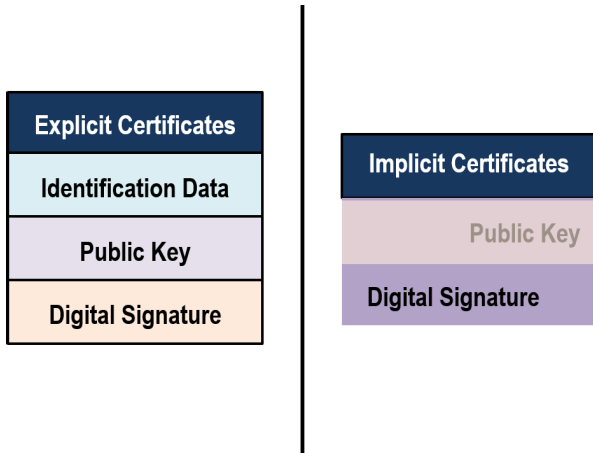 Explicit Certificates
Identification Data
Public Key
Digital Signature
Implicit Certificates
Public Key
Digital Signature